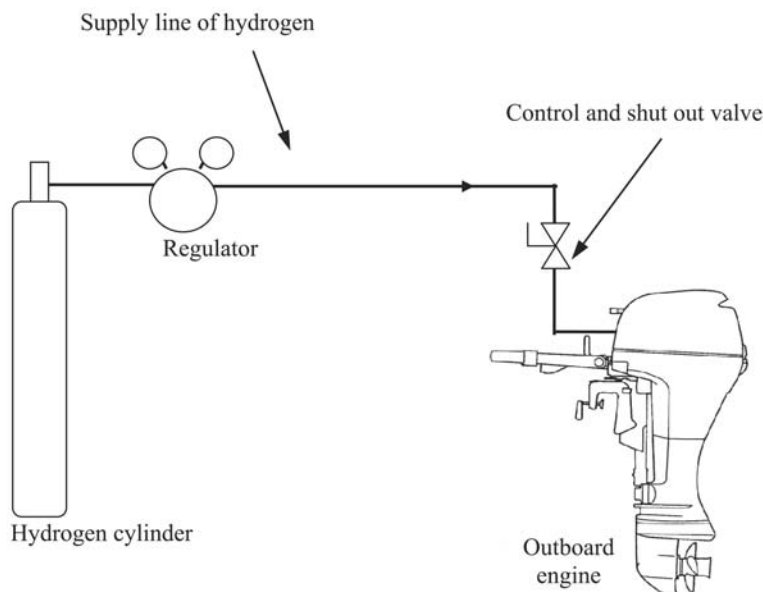 Supply line of hydrogen
Control and shut out valve
Regulator
Hydrogen cylinder
Outboard
engine